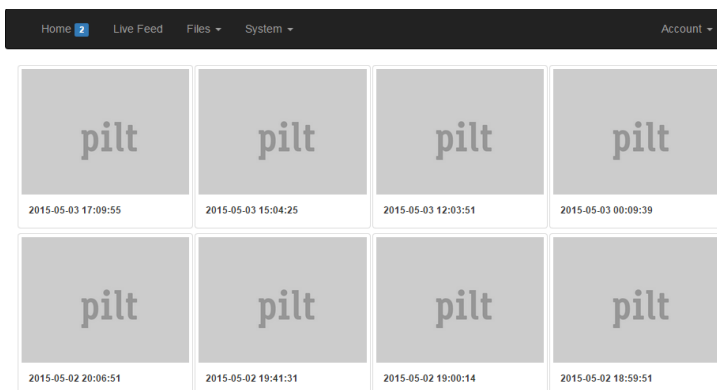 Home 2 Live Feed Files System Account
pilt pilt pilt pilt
2015-05-03 17:09:55 2015-05-03 15:04:25 2015-05-03 12:03:51 2015-05-03 00:09:39
pilt pilt pilt pilt
2015-05-02 20:06:51 2015-05-02 19:41:31 2015-05-02 19:00:14 2015-05-02 18:59:51